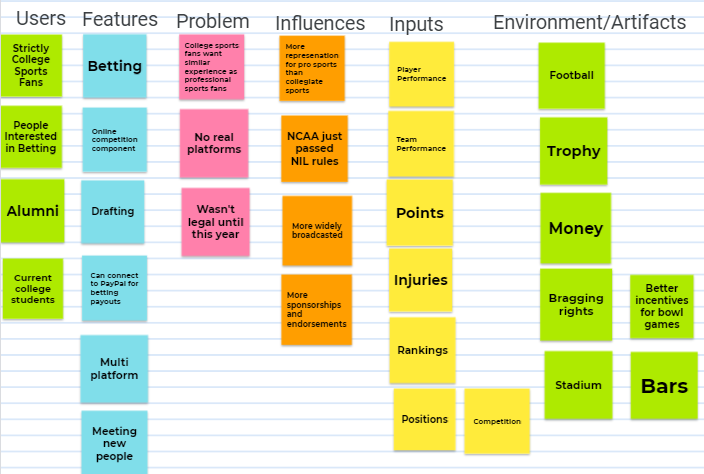 Users
Features
Problem
Influences
Inputs
Environment/Artifacts
Strictly
College
Sports
Fans
People
Interested
in Betting
Alumni
Current
college
students
Betting
Online
competition
component
Drafting
Can connect
to PayPal for
betting
payouts
Multi
platform
Meeting
new
people
College sports
fans want
similar
experience as
professional
sports fans
No real
platforms
Wasn't
legal until
this year
More
represenation
for pro sports
than
collegiate
sports
NCAA just
passed
NIL rules
More widely
broadcasted
More
sponsorships
and
endorsements
Player
Performance
Team
Performance
Points
Injuries
Rankings
Positions
Competition
Football
Trophy
Money
Bragging
rights
Better
incentives
for bowl
games
Stadium
Bars